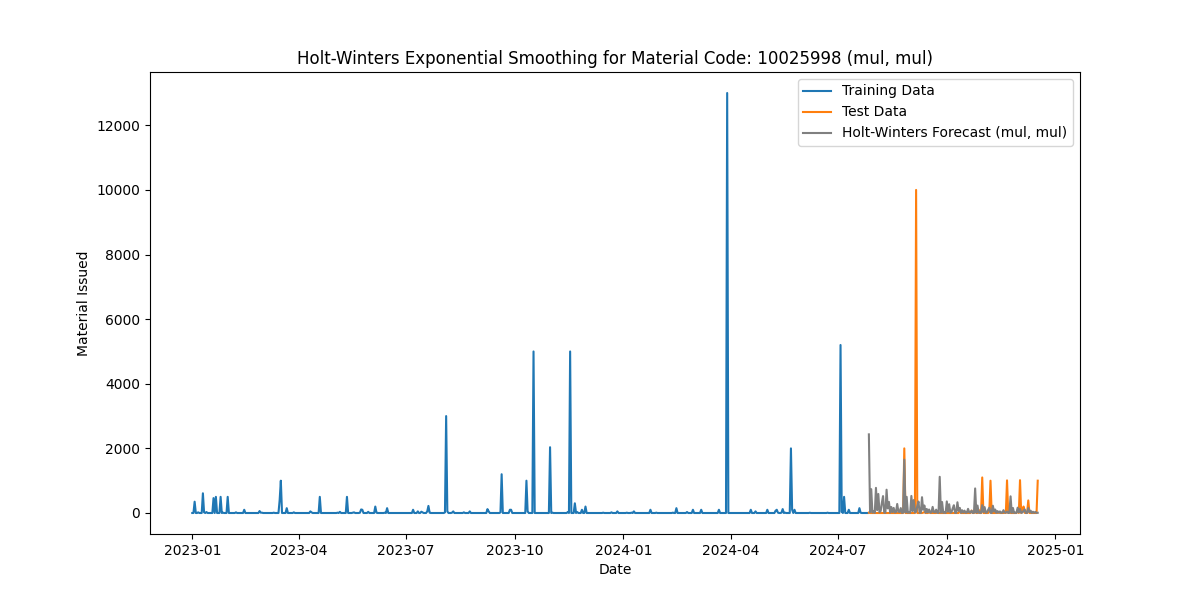 Holt-Winters Exponential Smoothing for Material Code: 10025998 (mul, mul)
Training Data
Test Data
Holt-Winters Forecast (mul, mul)
Material Issued
12000
10000
8000
6000
4000
2000
0
2023-01 2023-04 2023-07 2023-10 2024-01 2024-04 2024-07 2024-10 2025-01
Date